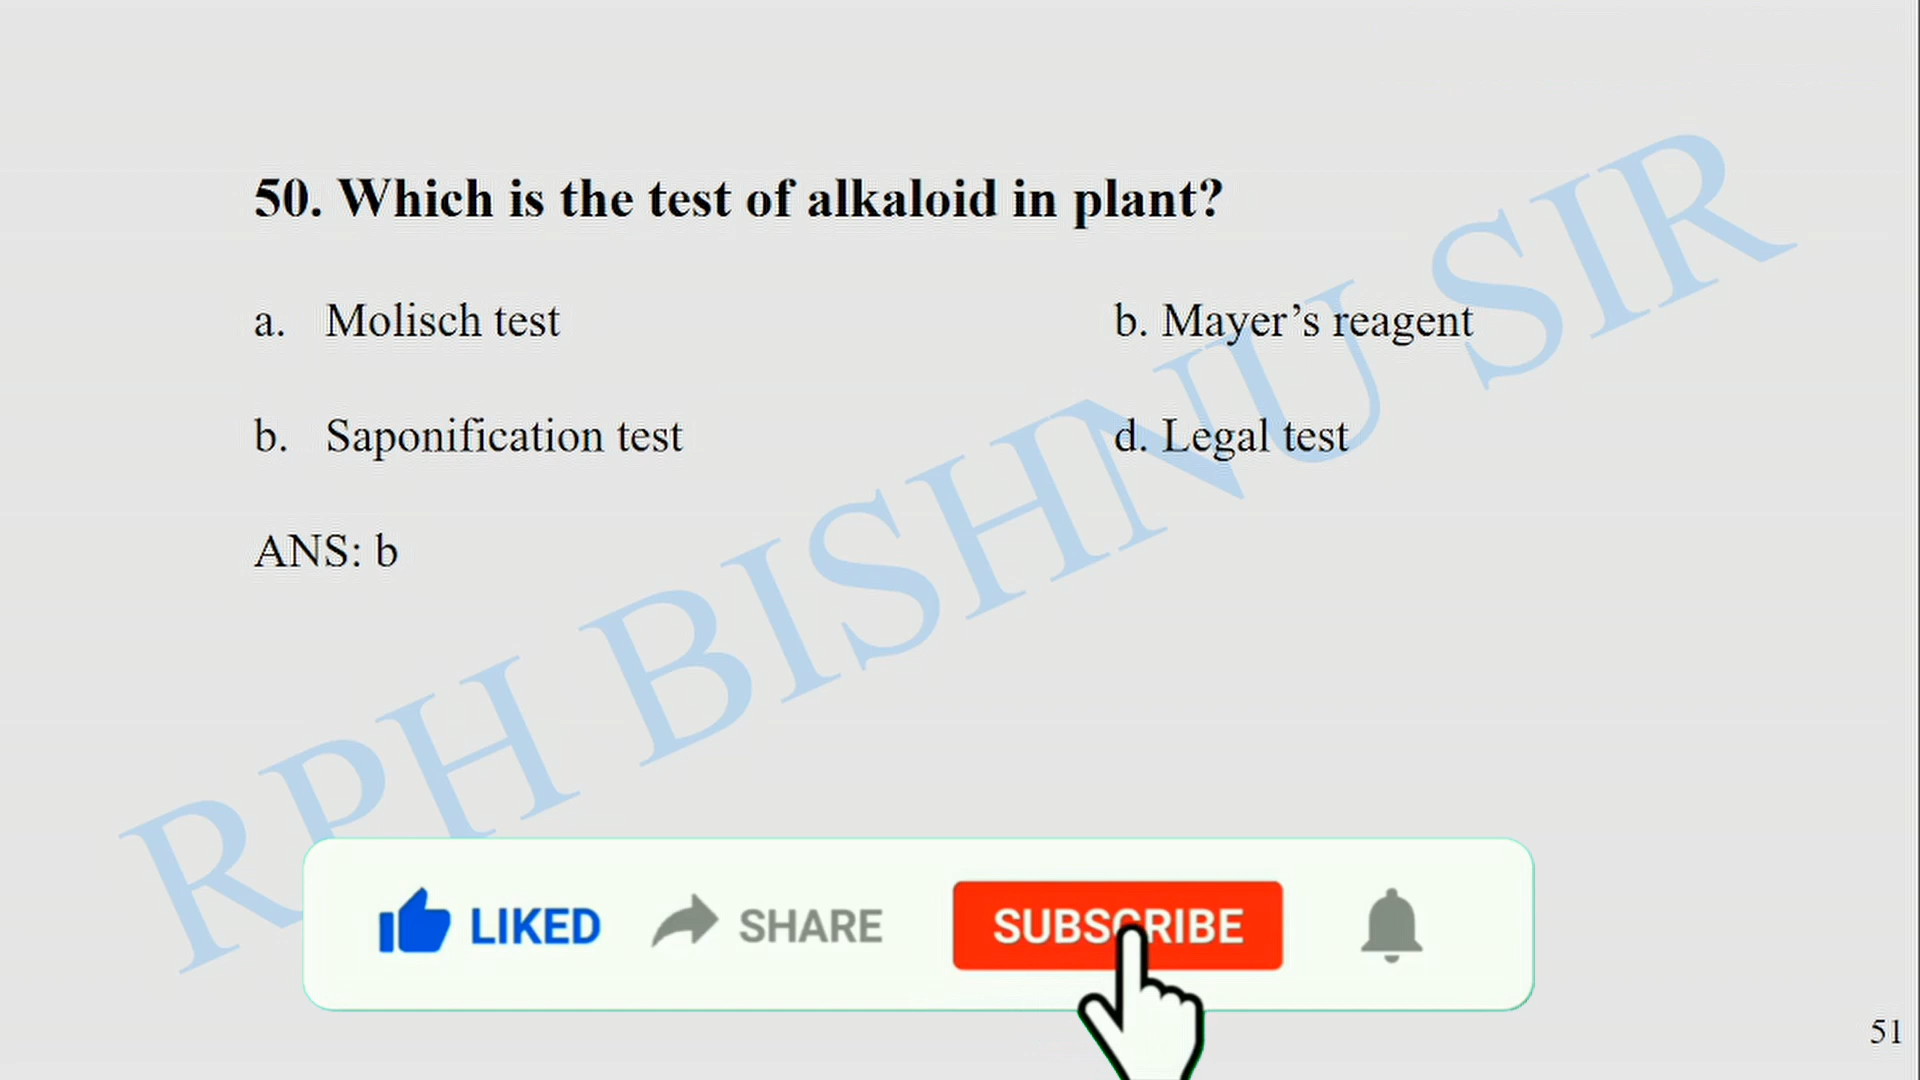 50. Which is the test of alkaloid in plant?
a. Molisch test
b. Mayer’s reagent
b. Saponification test
d. Legal test
ANS: b
RPH BISHNU SIR
LIKED
SHARE
SUBSCRIBE
51